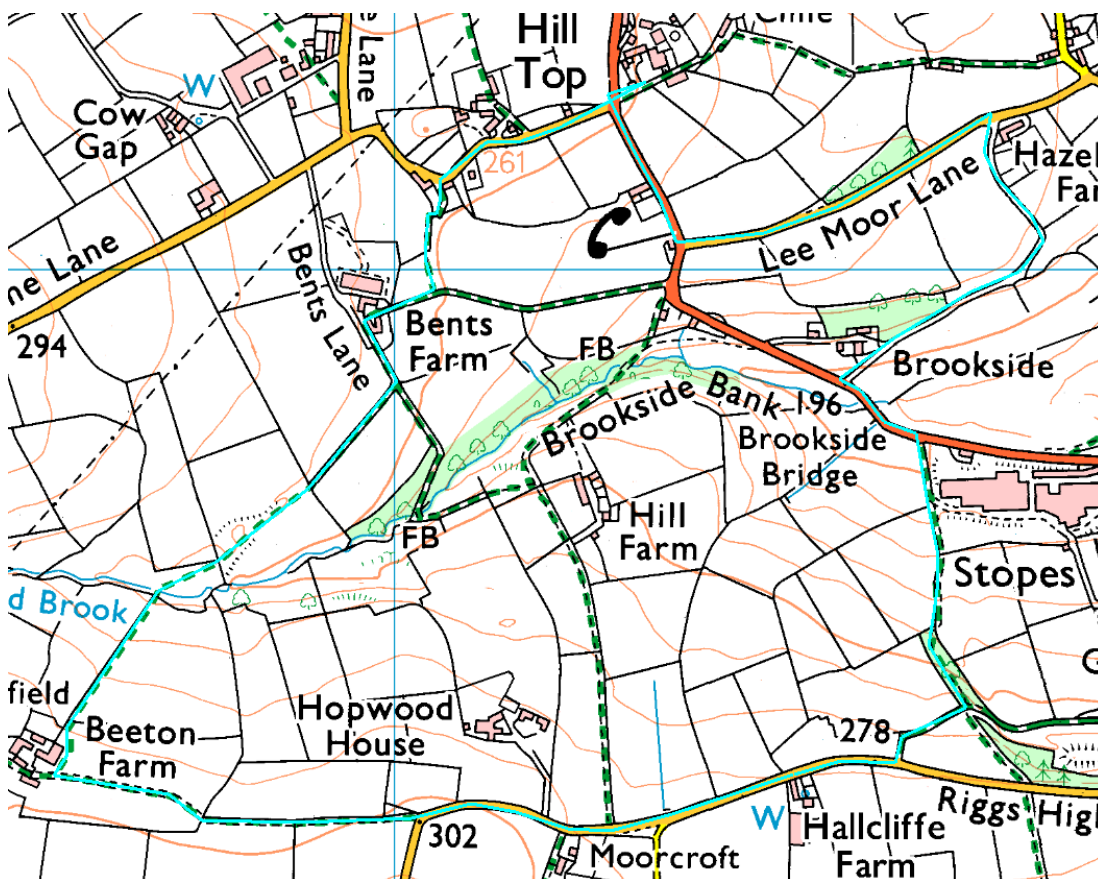 Hill
Top
W
Cow
Gap
Lane
261
Hazel
Lee Moor Lane
Lane
294
Bents Lane
Bents
Farm
FB
Brookside
Brookside Bank
196
Brookside
Bridge
FB
Hill
Farm
Stopes
d Brook
field
Beeton
Farm
Hopwood
House
278
302
W
Riggs High
Hallcliffe
Farm
Moorcroft